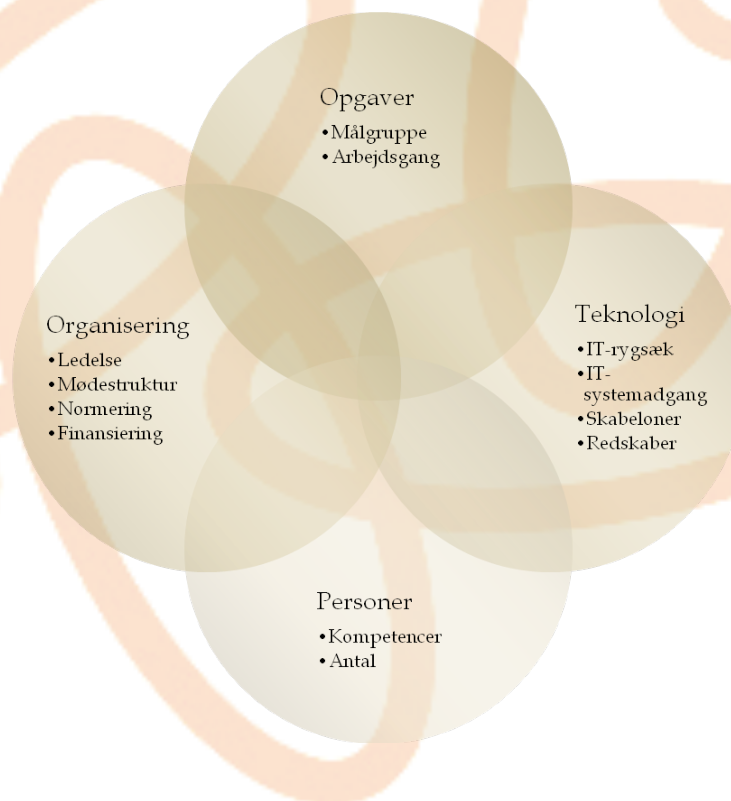 Opgaver
•Målgruppe
•Arbejdsgang
Organisering
•Ledelse
•Mødestruktur
•Normering
•Finansiering
Teknologi
•IT-rygsæk
•IT-
systemadgang
•Skabeloner
•Redskaber
Personer
•Kompetencer
•Antal